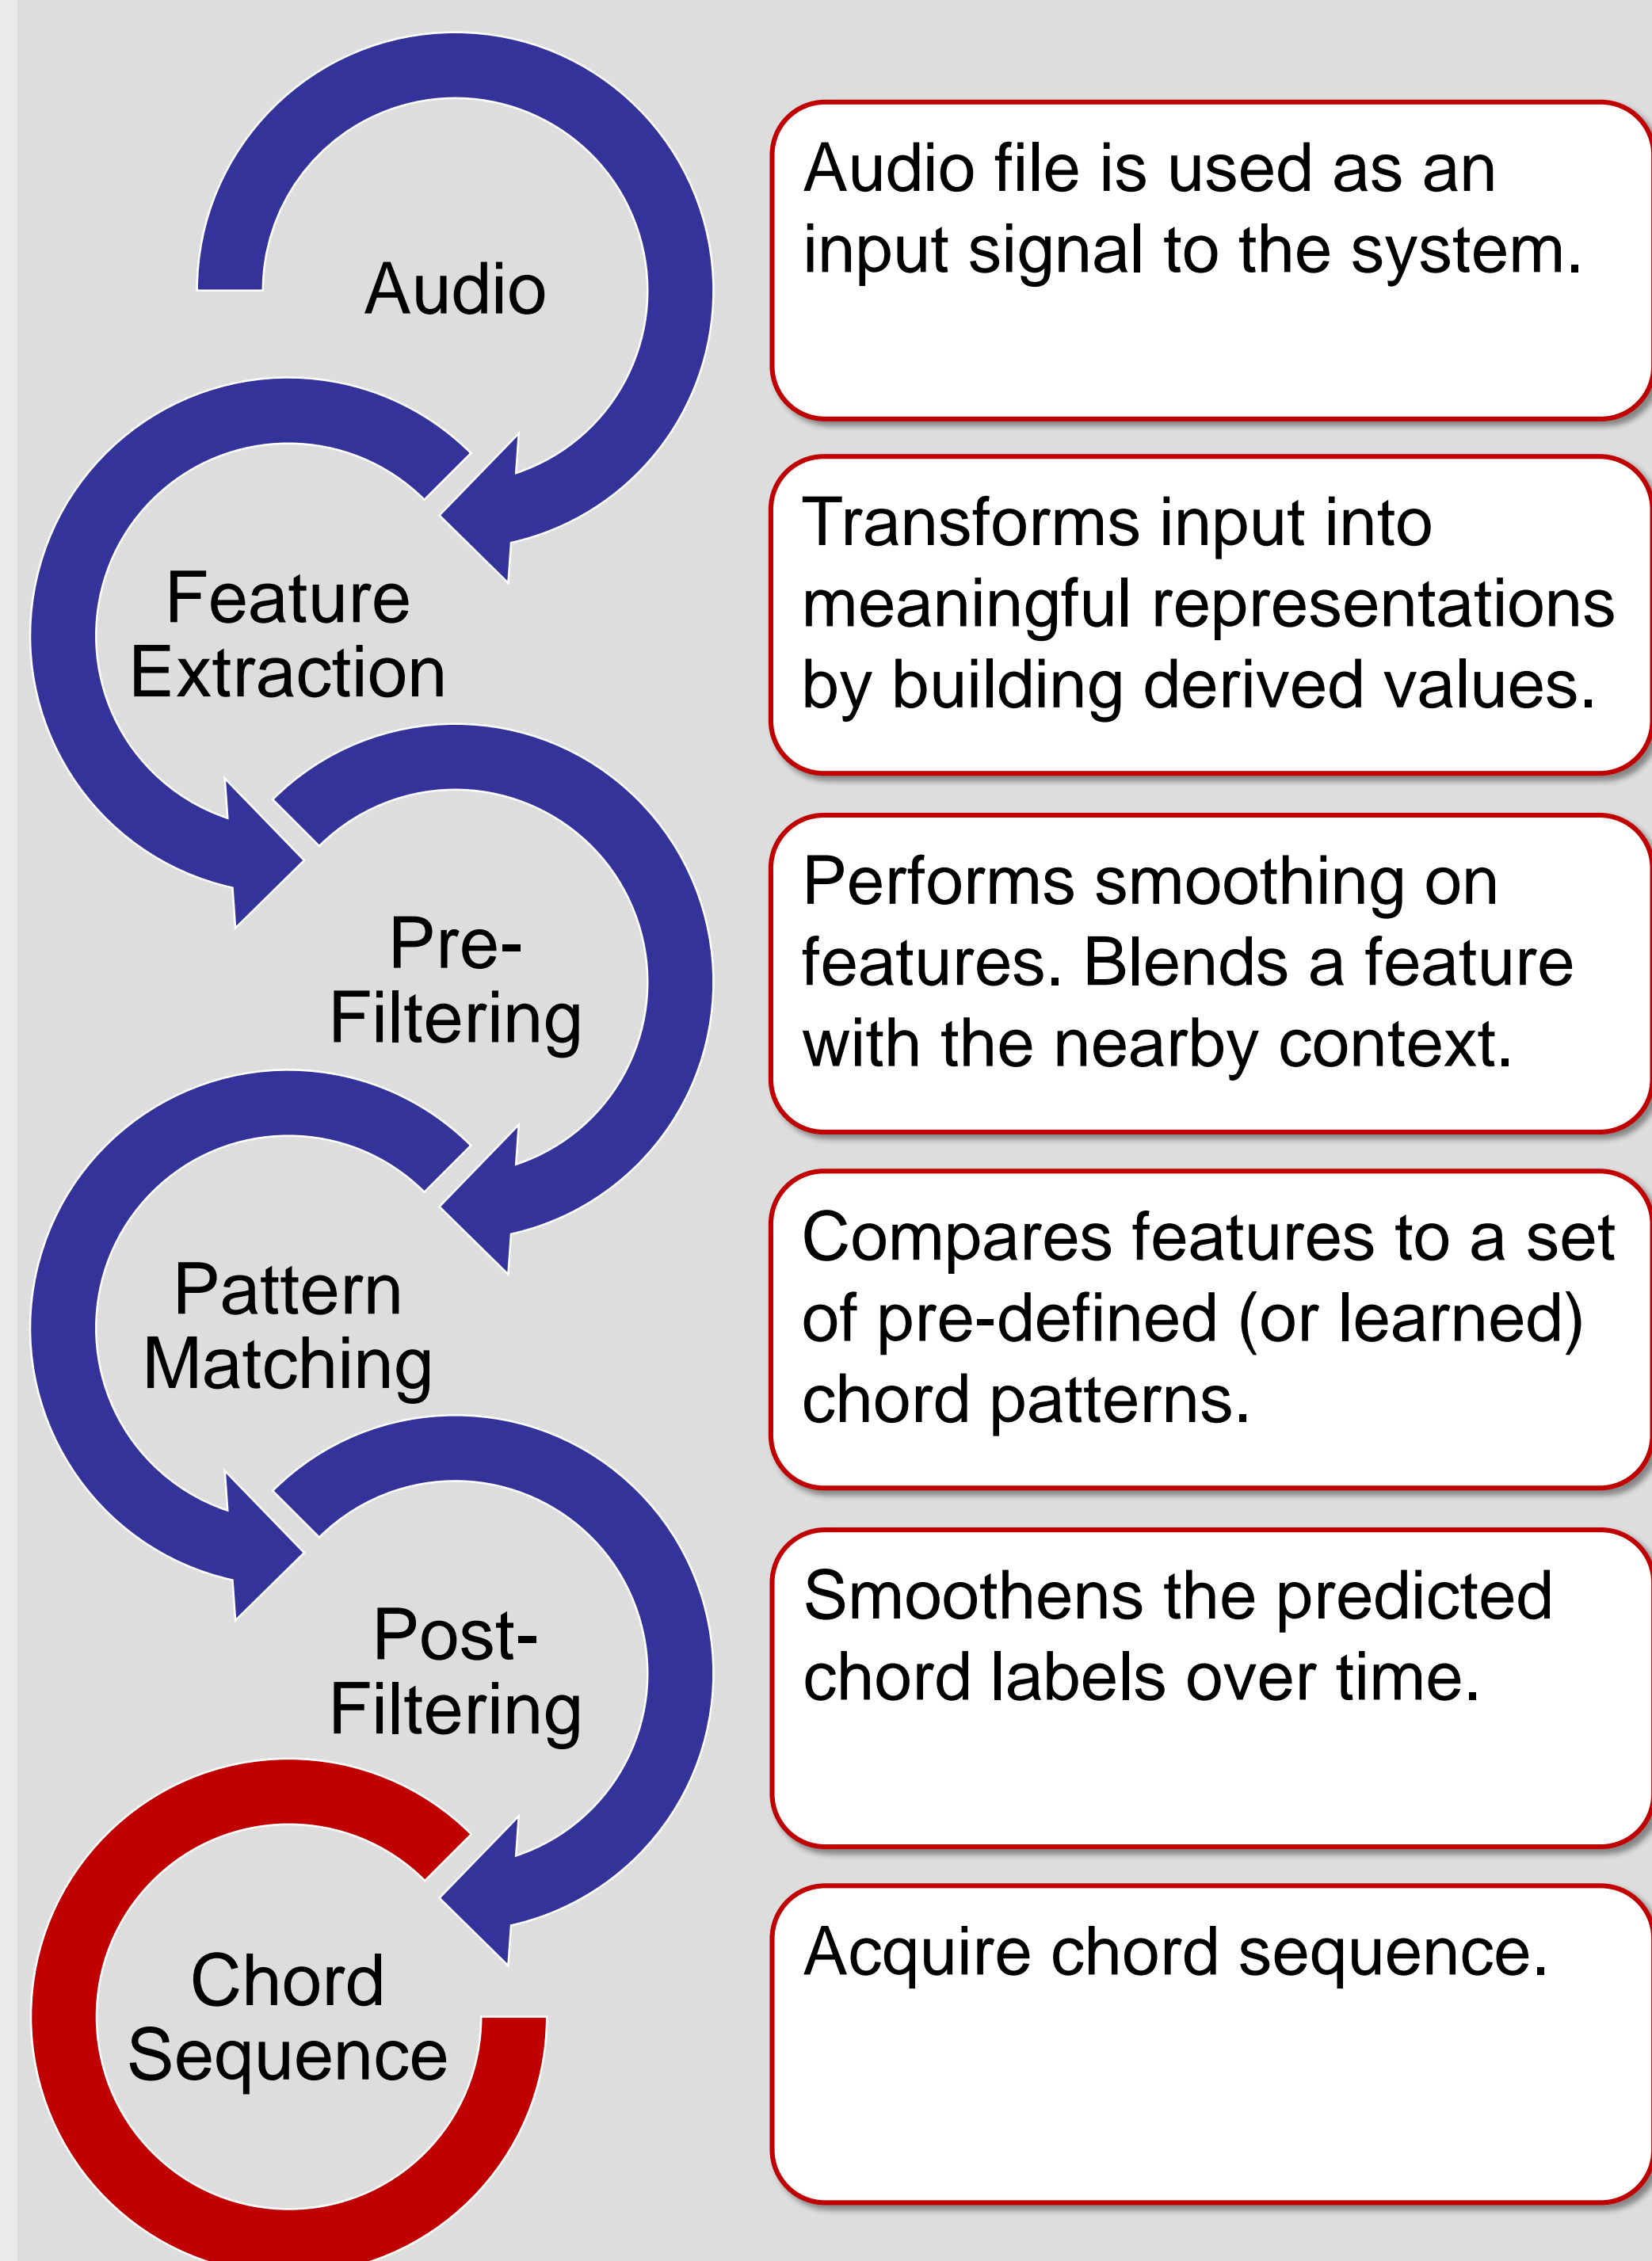 Audio
Audio file is used as an
input signal to the system.
Feature
Extraction
Transforms input into
meaningful representations
by building derived values.
Pre-
Filtering
Performs smoothing on
features. Blends a feature
with the nearby context.
Pattern
Matching
Compares features to a set
of pre-defined (or learned)
chord patterns.
Post-
Filtering
Smoothens the predicted
chord labels over time.
Chord
Sequence
Acquire chord sequence.